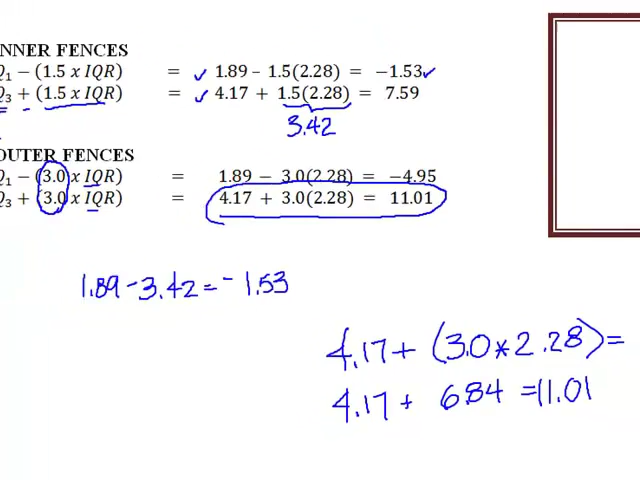 NNER FENCES
Q₁ − (1.5 x IQR) = ✓ 1.89 − 1.5(2.28) = −1.53 ✓
Q₃ + (1.5 x IQR) = ✓ 4.17 + 1.5(2.28) = 7.59
3.42
OUTER FENCES
Q₁ − (3.0 x IQR) = 1.89 − 3.0(2.28) = −4.95
Q₃ + (3.0 x IQR) = 4.17 + 3.0(2.28) = 11.01
1.89 − 3.42 = −1.53
4.17 + (3.0 * 2.28) =
4.17 + 6.84 = 11.01